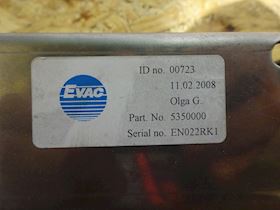 EVAC
ID no. 00723
11.02 2008
Olga G.
Part. No. 5350000
Serial no. EN022RK1